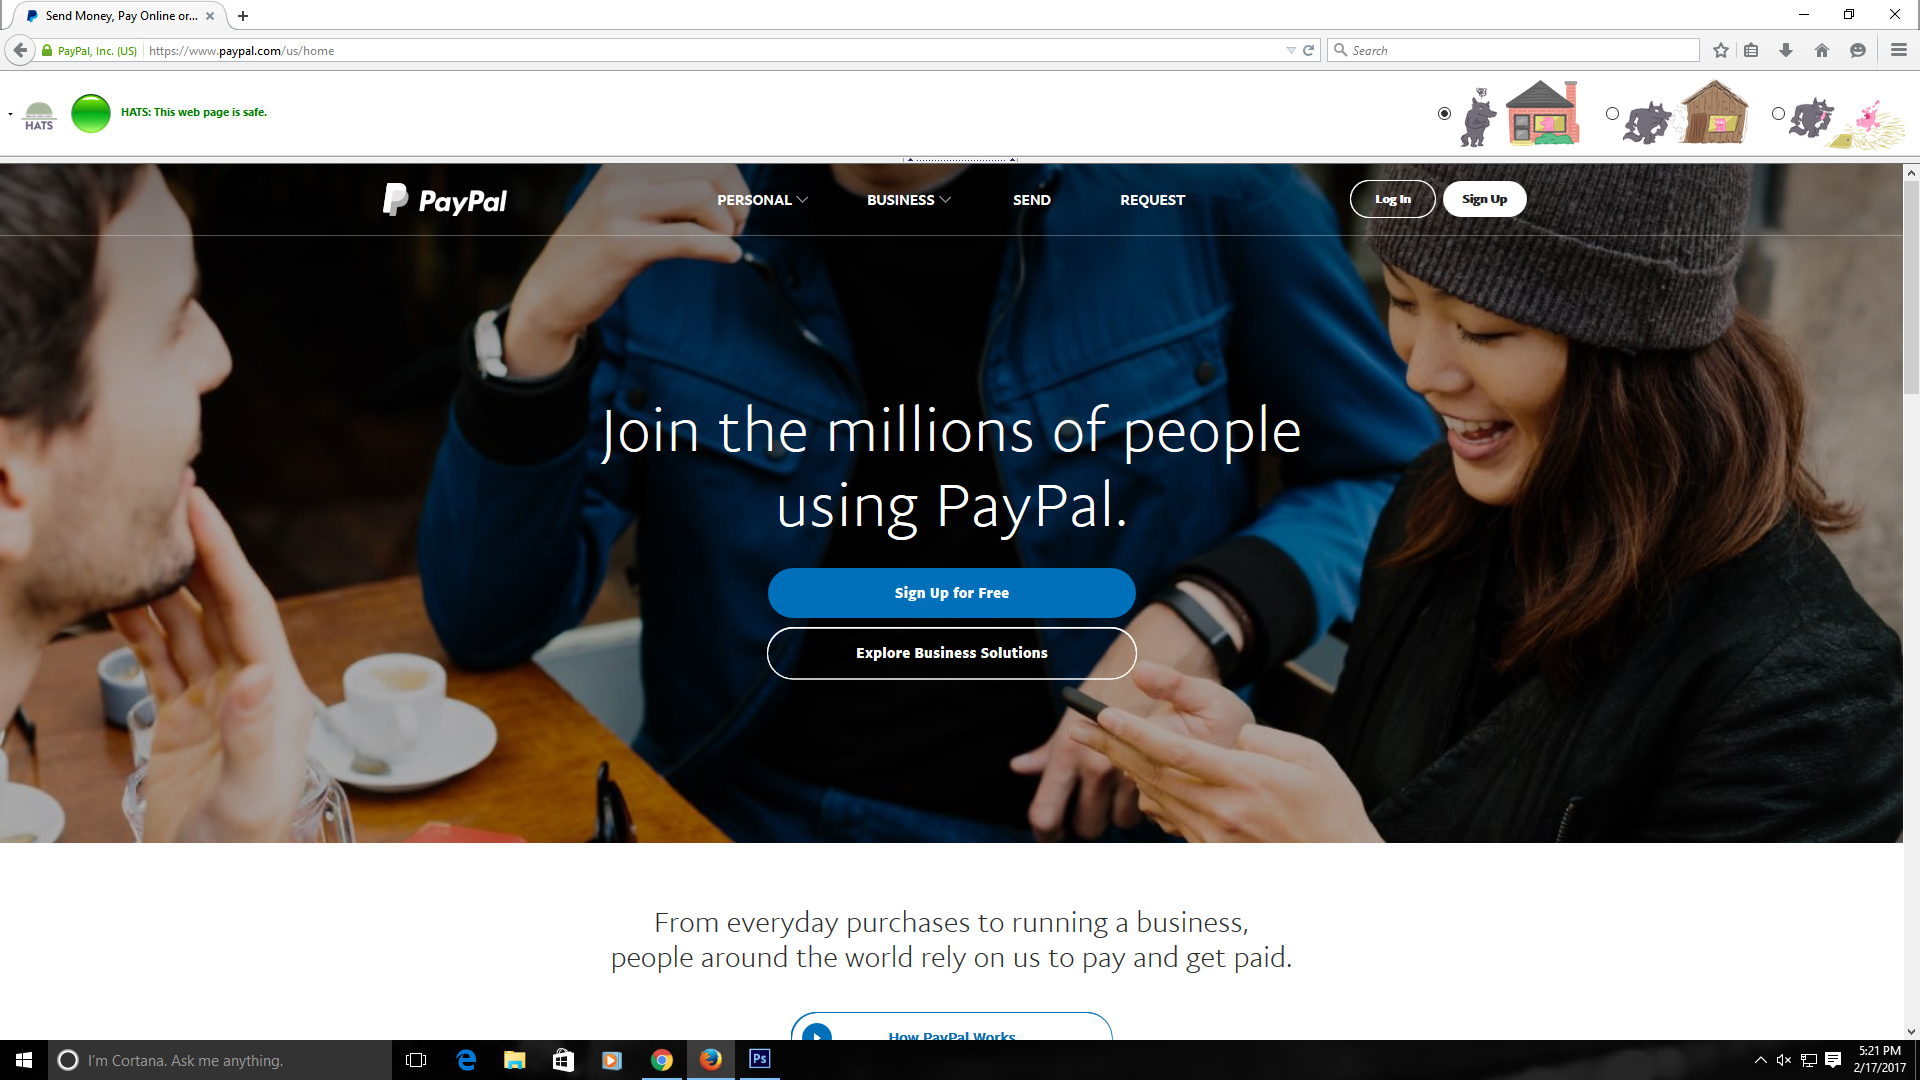 Send Money, Pay Online or...
PayPal, Inc. (US)
https://www.paypal.com/us/home
Search
HATS
HATS: This web page is safe.
PayPal
PERSONAL
BUSINESS
SEND
REQUEST
Log In
Sign Up
Join the millions of people
using PayPal.
Sign Up for Free
Explore Business Solutions
From everyday purchases to running a business,
people around the world rely on us to pay and get paid.
How PayPal Works
I'm Cortana. Ask me anything.
Ps
5:21 PM
2/17/2017